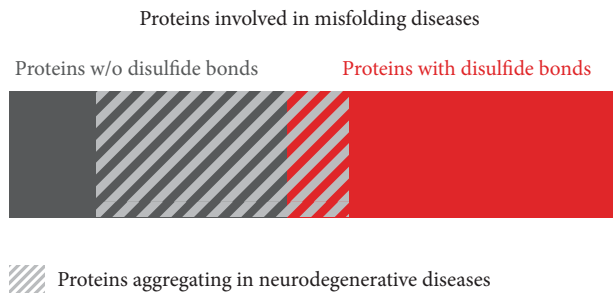 Proteins involved in misfolding diseases
Proteins w/o disulfide bonds
Proteins with disulfide bonds
Proteins aggregating in neurodegenerative diseases